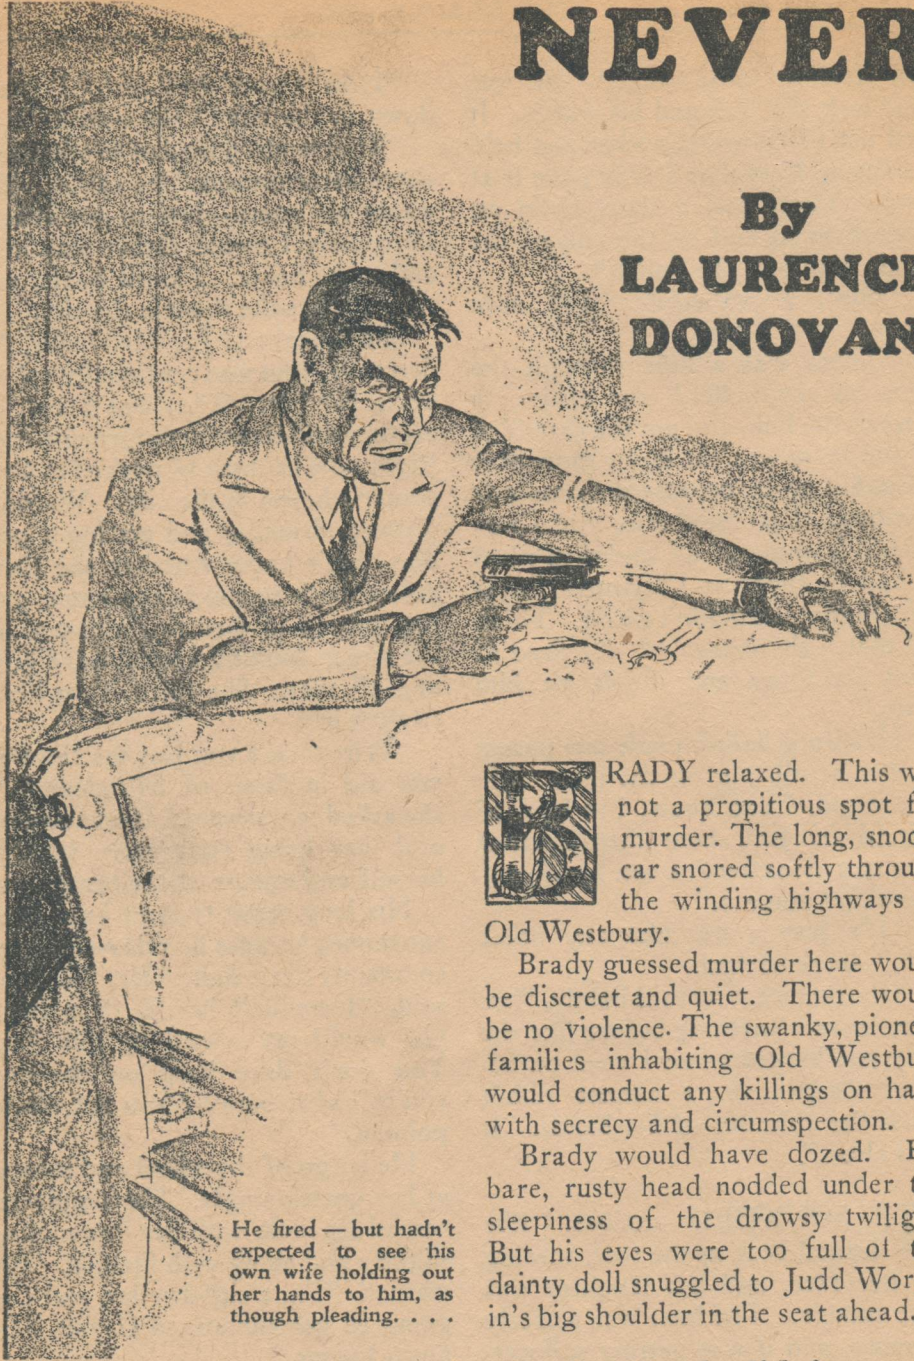 NEVER
By
LAURENC
DONOVAN
BRADY relaxed. This w
not a propitious spot f
murder. The long, snoo
car snored softly throu
the winding highways
Old Westbury.
Brady guessed murder here wou
be discreet and quiet. There wou
be no violence. The swanky, pione
families inhabiting Old Westbu
would conduct any killings on ha
with secrecy and circumspection.
Brady would have dozed. H
bare, rusty head nodded under t
sleepiness of the drowsy twilig
But his eyes were too full of t
dainty doll snuggled to Judd Wor
in's big shoulder in the seat ahead.
He fired — but hadn't
expected to see his
own wife holding out
her hands to him, as
though pleading. . . .